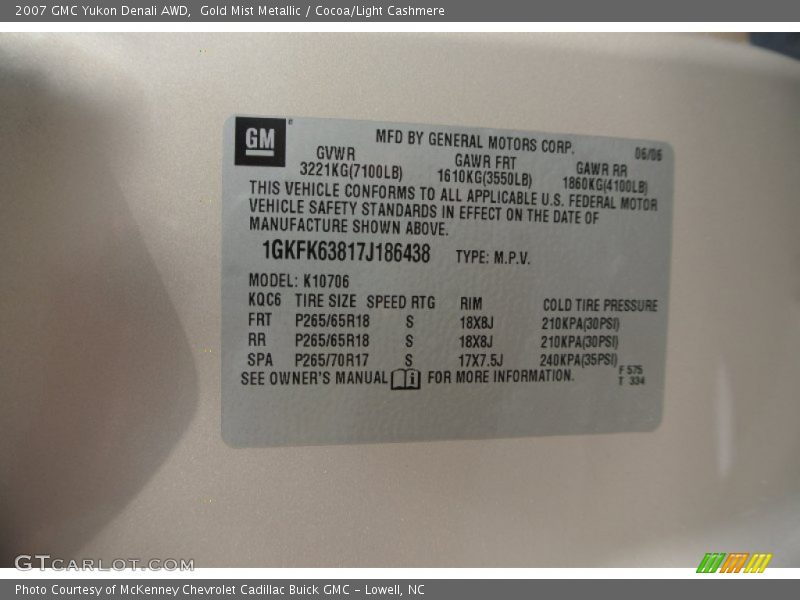 2007 GMC Yukon Denali AWD, Gold Mist Metallic / Cocoa/Light Cashmere
GM
MFD BY GENERAL MOTORS CORP. 06/06
GVWR GAWR FRT GAWR RR
3221KG(7100LB) 1610KG(3550LB) 1860KG(4100LB)
THIS VEHICLE CONFORMS TO ALL APPLICABLE U.S. FEDERAL MOTOR
VEHICLE SAFETY STANDARDS IN EFFECT ON THE DATE OF
MANUFACTURE SHOWN ABOVE.
1GKFK63817J186438 TYPE: M.P.V.
MODEL: K10706
KQC6 TIRE SIZE SPEED RTG RIM COLD TIRE PRESSURE
FRT P265/65R18 S 18X8J 210KPA(30PSI)
RR P265/65R18 S 18X8J 210KPA(30PSI)
SPA P265/70R17 S 17X7.5J 240KPA(35PSI)
SEE OWNER'S MANUAL i FOR MORE INFORMATION.
F 575
T 334
GTCARLOT.COM
Photo Courtesy of McKenney Chevrolet Cadillac Buick GMC - Lowell, NC